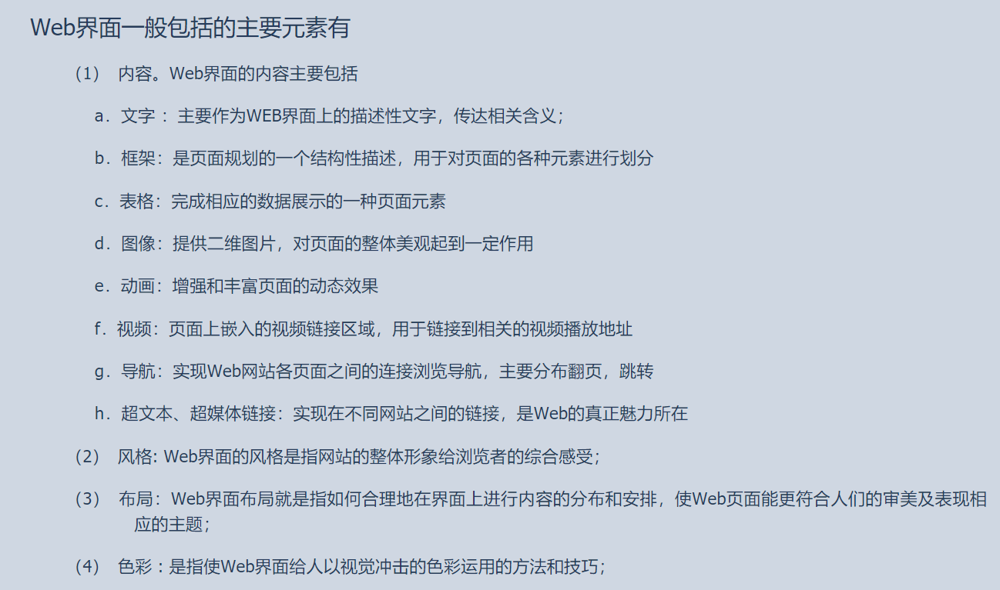 Web界面一般包括的主要元素有
（1） 内容。Web界面的内容主要包括
a．文字 ：主要作为WEB界面上的描述性文字，传达相关含义；
b．框架：是页面规划的一个结构性描述，用于对页面的各种元素进行划分
c．表格：完成相应的数据展示的一种页面元素
d．图像：提供二维图片，对页面的整体美观起到一定作用
e．动画：增强和丰富页面的动态效果
f．视频：页面上嵌入的视频链接区域，用于链接到相关的视频播放地址
g．导航：实现Web网站各页面之间的连接浏览导航，主要分布翻页，跳转
h．超文本、超媒体链接：实现在不同网站之间的链接，是Web的真正魅力所在
（2） 风格: Web界面的风格是指网站的整体形象给浏览者的综合感受；
（3） 布局：Web界面布局就是指如何合理地在界面上进行内容的分布和安排，使Web页面能更符合人们的审美及表现相
应的主题；
（4） 色彩 : 是指使Web界面给人以视觉冲击的色彩运用的方法和技巧；